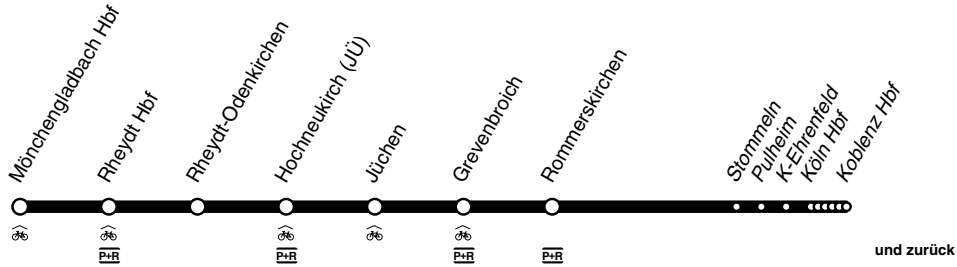 Mönchengladbach Hbf
Rheydt Hbf
Rheydt-Odenkirchen
Hochneukirch (JÜ)
Jüchen
Grevenbroich
Rommerskirchen
Stommeln
Pulheim
K-Ehrenfeld
Köln Hbf
Koblenz Hbf
P+R P+R P+R P+R
und zurück